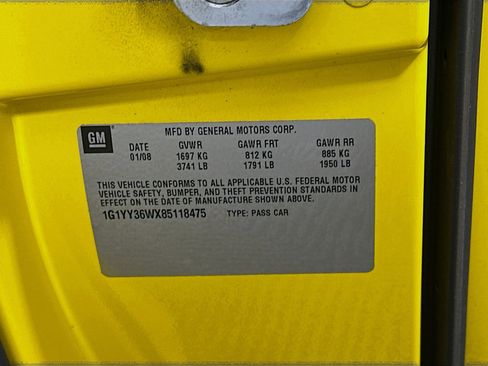 GM
MFD BY GENERAL MOTORS CORP.
DATE GVWR GAWR FRT GAWR RR
01/08 1697 KG 812 KG 885 KG
3741 LB 1791 LB 1950 LB
THIS VEHICLE CONFORMS TO ALL APPLICABLE U.S. FEDERAL MOTOR
VEHICLE SAFETY, BUMPER, AND THEFT PREVENTION STANDARDS IN
EFFECT ON THE DATE OF MANUFACTURE SHOWN ABOVE.
1G1YY36WX85118475 TYPE: PASS CAR